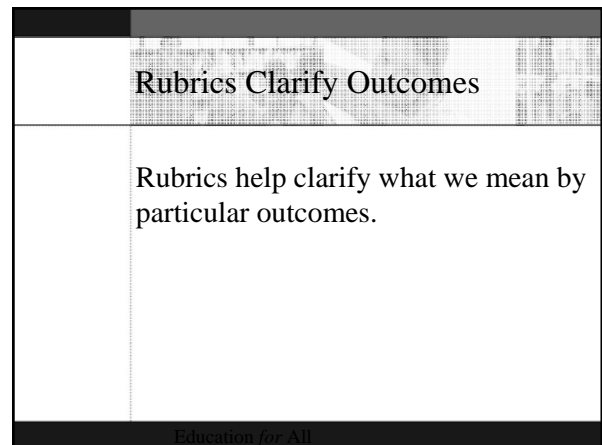 Rubrics Clarify Outcomes
Rubrics help clarify what we mean by
particular outcomes.
Education for All